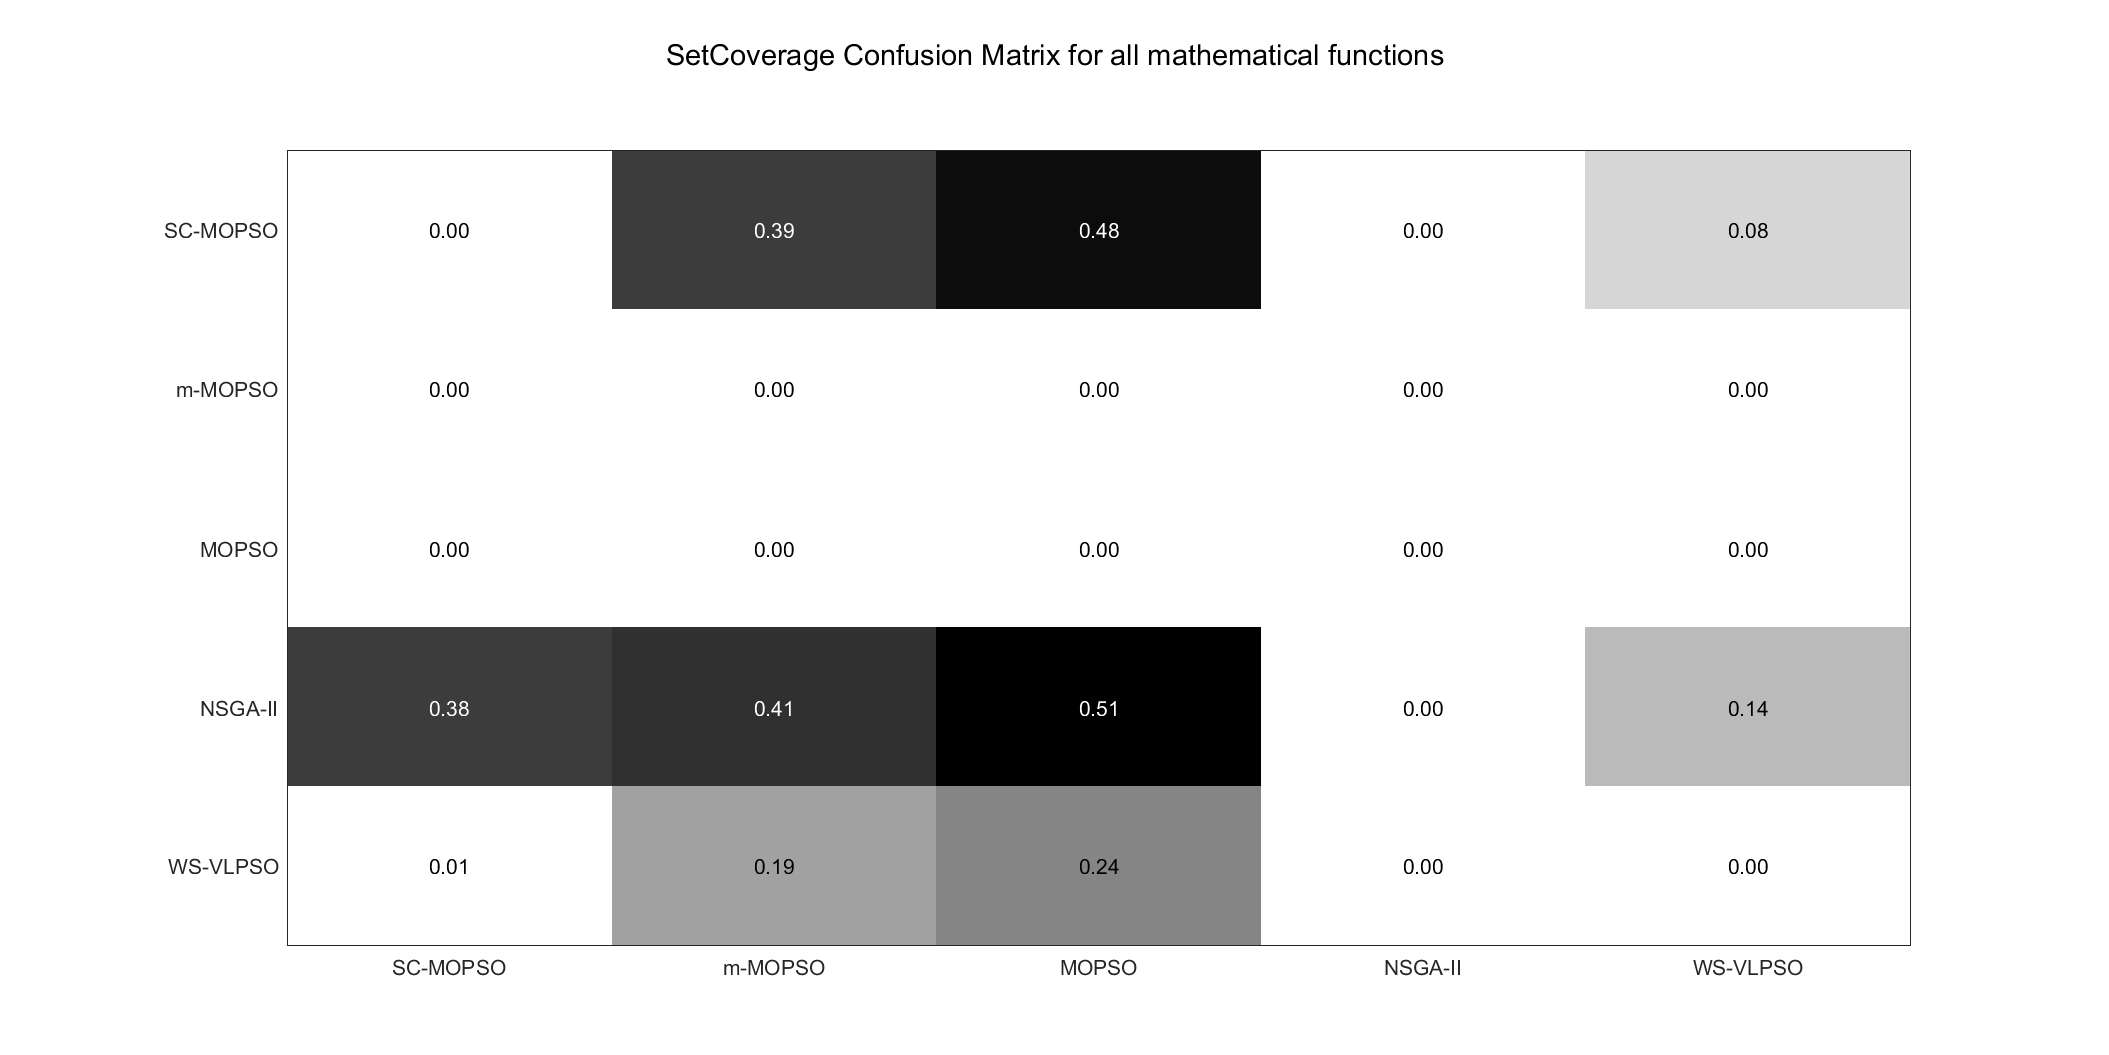 SetCoverage Confusion Matrix for all mathematical functions
SC-MOPSO 0.00 0.39 0.48 0.00 0.08
m-MOPSO 0.00 0.00 0.00 0.00 0.00
MOPSO 0.00 0.00 0.00 0.00 0.00
NSGA-II 0.38 0.41 0.51 0.00 0.14
WS-VLPSO 0.01 0.19 0.24 0.00 0.00
SC-MOPSO m-MOPSO MOPSO NSGA-II WS-VLPSO